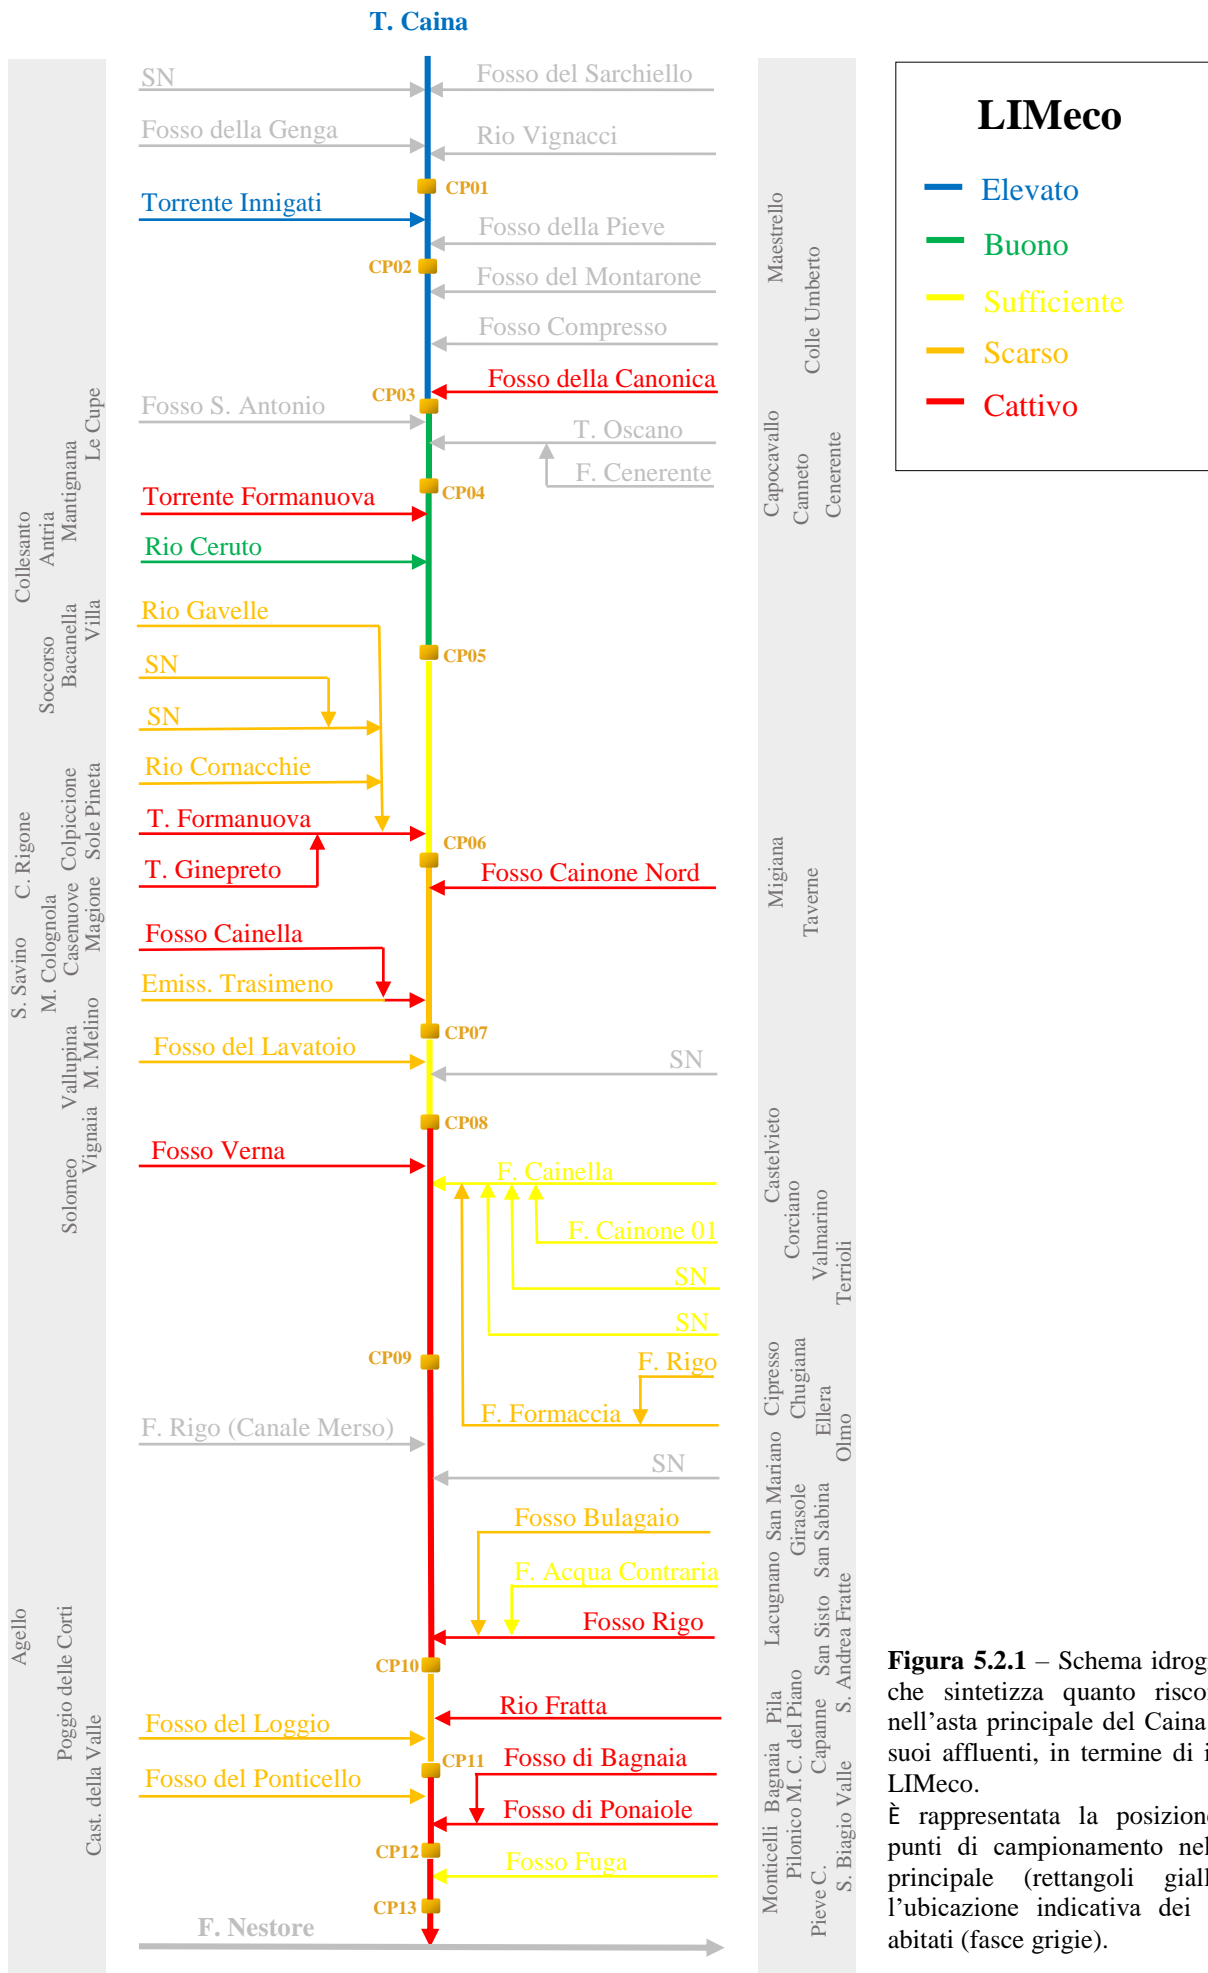 T. Caina
SN
Fosso del Sarchiello
Fosso della Genga
Rio Vignacci
CP01
Torrente Innigati
Fosso della Pieve
CP02
Fosso del Montarone
Fosso Compresso
Fosso della Canonica
CP03
Fosso S. Antonio
T. Oscano
F. Cenerente
CP04
Torrente Formanuova
Rio Ceruto
Rio Gavelle
CP05
SN
SN
Rio Cornacchie
T. Formanuova
CP06
T. Ginepreto
Fosso Cainone Nord
Fosso Cainella
Emiss. Trasimeno
CP07
Fosso del Lavatoio
SN
CP08
Fosso Verna
F. Cainella
F. Cainone 01
SN
SN
CP09
F. Rigo
F. Formaccia
F. Rigo (Canale Merso)
SN
Fosso Bulagaio
F. Acqua Contraria
Fosso Rigo
CP10
Rio Fratta
Fosso del Loggio
CP11
Fosso di Bagnaia
Fosso del Ponticello
Fosso di Ponaiole
CP12
Fosso Fuga
CP13
F. Nestore
Le Cupe
Mantignana
Antria
Collesanto
Villa
Bacanella
Soccorso
Sole Pineta
Colpiccione
C. Rigone
Magione
Casenuove
M. Colognola
S. Savino
M. Melino
Vallupina
Vignaia
Solomeo
Agello
Poggio delle Corti
Cast. della Valle
Maestrello
Colle Umberto
Capocavallo
Canneto
Cenerente
Migiana
Taverne
Castelvieto
Corciano
Valmarino
Terrioli
Cipresso
Chugiana
Ellera
Olmo
San Mariano
Girasole
San Sabina
Lacugnano
San Sisto
S. Andrea Fratte
Pila
M. C. del Piano
Capanne
Bagnaia
Pilonico
S. Biagio Valle
Monticelli
Pieve C.
LIMeco
Elevato
Buono
Sufficiente
Scarso
Cattivo
Figura 5.2.1 – Schema idrog
che sintetizza quanto risco
nell'asta principale del Caina
suoi affluenti, in termine di i
LIMeco.
È rappresentata la posizione
punti di campionamento nel
principale (rettangoli gial
l'ubicazione indicativa dei
abitati (fasce grigie).